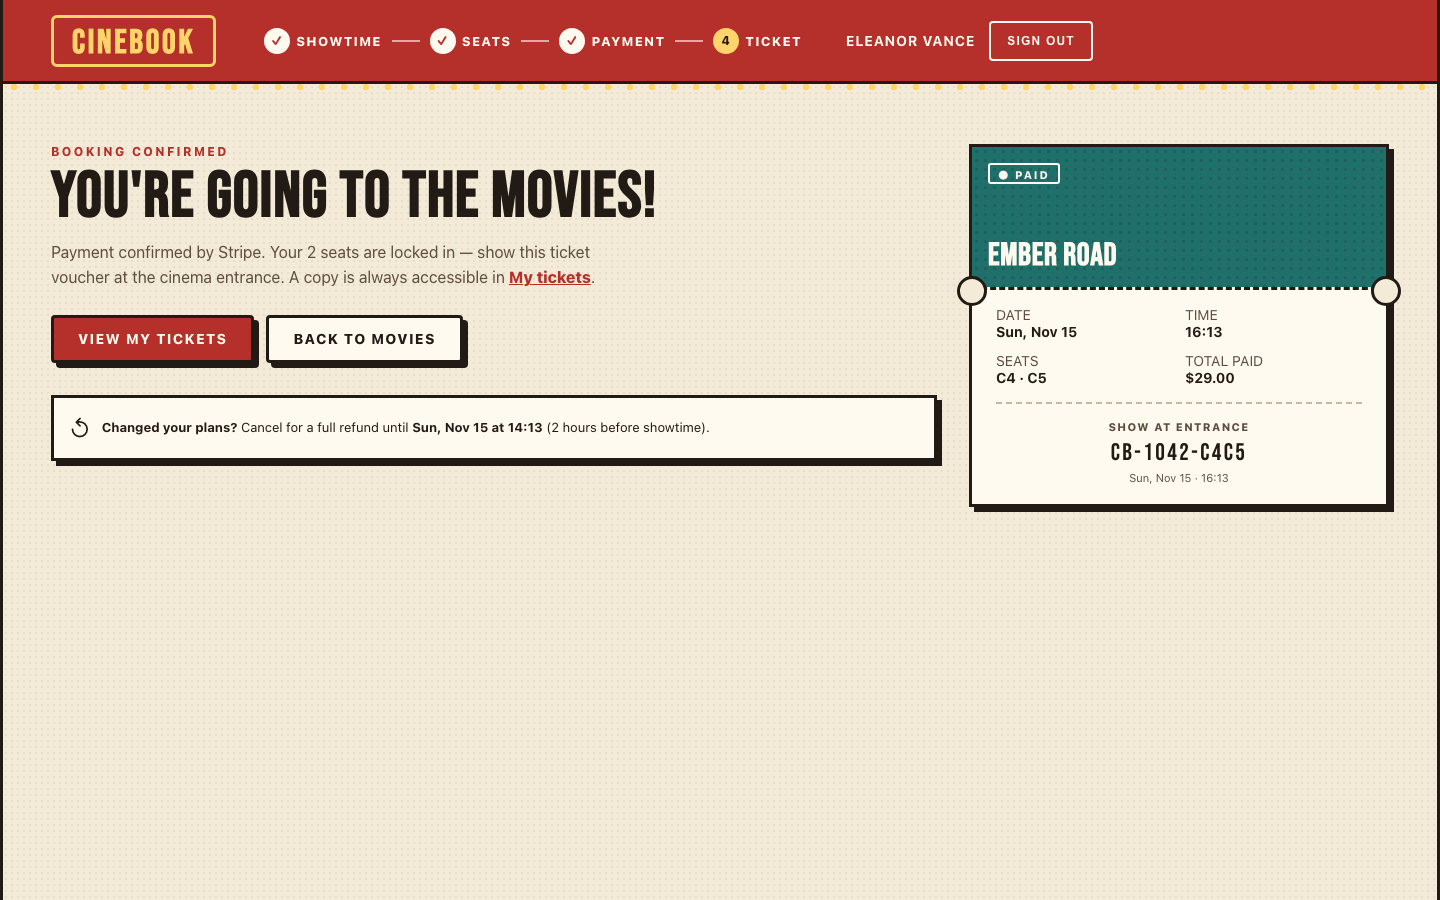 CINEBOOK
SHOWTIME
SEATS
PAYMENT
4 TICKET
ELEANOR VANCE
SIGN OUT
BOOKING CONFIRMED
YOU'RE GOING TO THE MOVIES!
Payment confirmed by Stripe. Your 2 seats are locked in — show this ticket
voucher at the cinema entrance. A copy is always accessible in My tickets.
VIEW MY TICKETS
BACK TO MOVIES
Changed your plans? Cancel for a full refund until Sun, Nov 15 at 14:13 (2 hours before showtime).
PAID
EMBER ROAD
DATE
Sun, Nov 15
TIME
16:13
SEATS
C4 · C5
TOTAL PAID
$29.00
SHOW AT ENTRANCE
CB-1042-C4C5
Sun, Nov 15 · 16:13